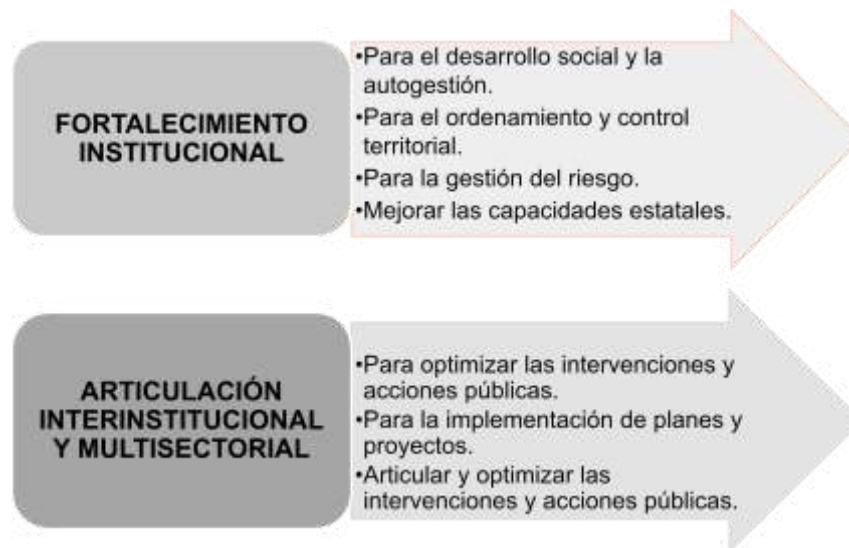 FORTALECIMIENTO
INSTITUCIONAL
•Para el desarrollo social y la
autogestión.
•Para el ordenamiento y control
territorial.
•Para la gestión del riesgo.
•Mejorar las capacidades estatales.
ARTICULACIÓN
INTERINSTITUCIONAL
Y MULTISECTORIAL
•Para optimizar las intervenciones y
acciones públicas.
•Para la implementación de planes y
proyectos.
•Articular y optimizar las
intervenciones y acciones públicas.